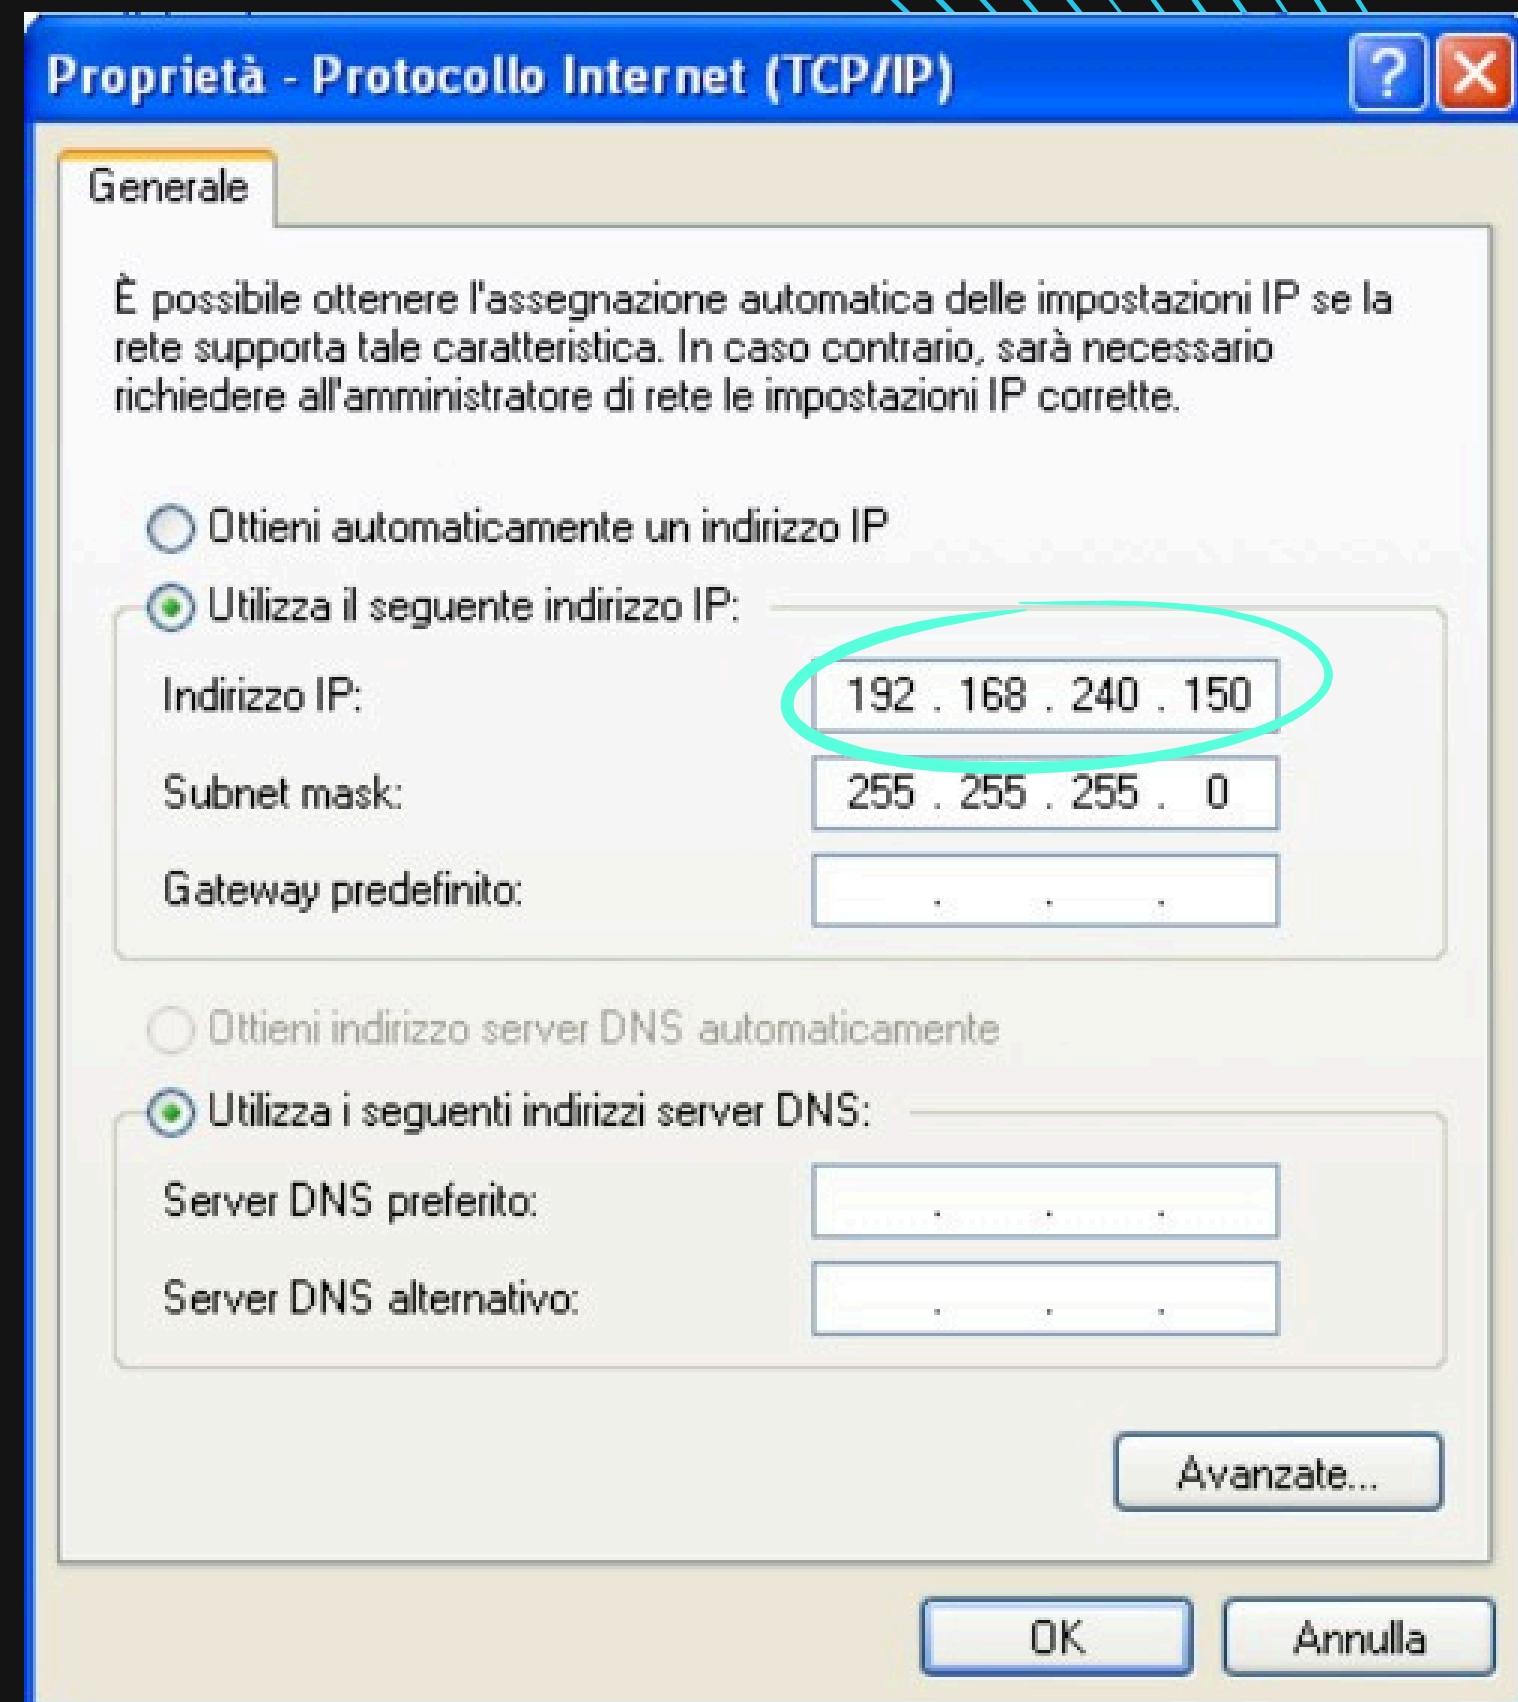 Proprietà - Protocollo Internet (TCP/IP)
Generale
È possibile ottenere l'assegnazione automatica delle impostazioni IP se la
rete supporta tale caratteristica. In caso contrario, sarà necessario
richiedere all'amministratore di rete le impostazioni IP corrette.
Ottieni automaticamente un indirizzo IP
Utilizza il seguente indirizzo IP:
Indirizzo IP: 192 . 168 . 240 . 150
Subnet mask: 255 . 255 . 255 . 0
Gateway predefinito: . . .
Ottieni indirizzo server DNS automaticamente
Utilizza i seguenti indirizzi server DNS:
Server DNS preferito: . . .
Server DNS alternativo: . . .
Avanzate...
OK Annulla